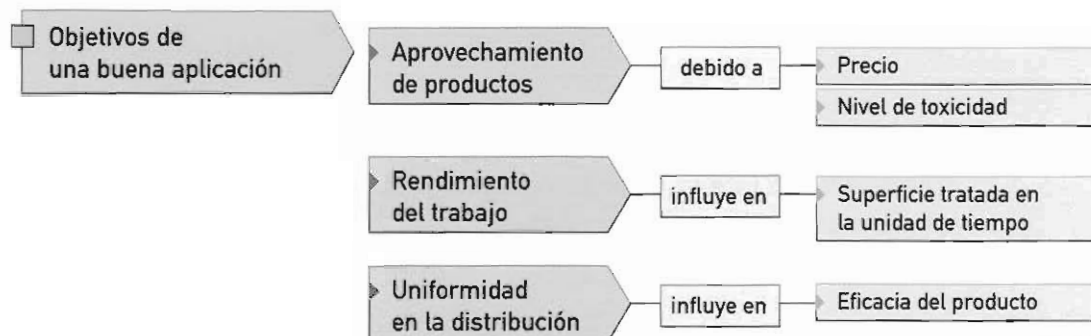 Objetivos de
una buena aplicación
Aprovechamiento
de productos
debido a
Precio
Nivel de toxicidad
Rendimiento
del trabajo
influye en
Superficie tratada en
la unidad de tiempo
Uniformidad
en la distribución
influye en
Eficacia del producto